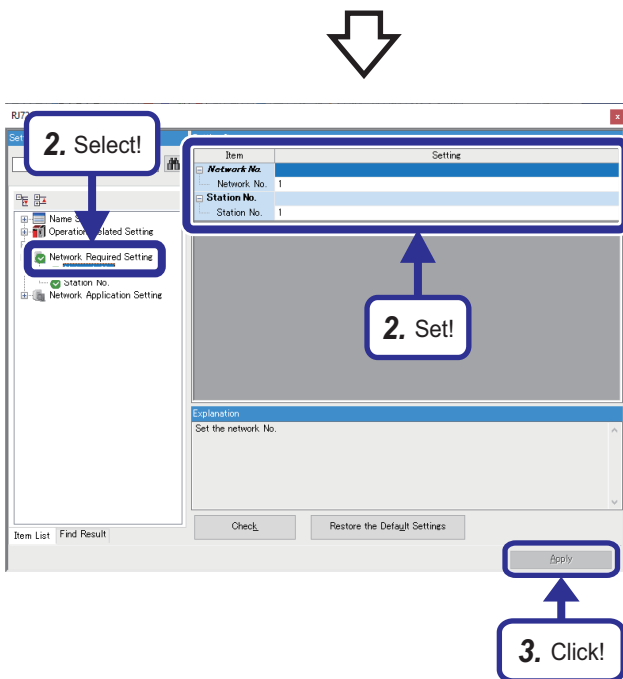 RJ72
Set
2. Select!
Item Setting
Network No.
Network No. 1
Station No.
Station No. 1
Name S
Operation Related Setting
Network Required Setting
Station No.
Network Application Setting
2. Set!
Explanation
Set the network No.
Check
Restore the Default Settings
Item List Find Result
Apply
3. Click!